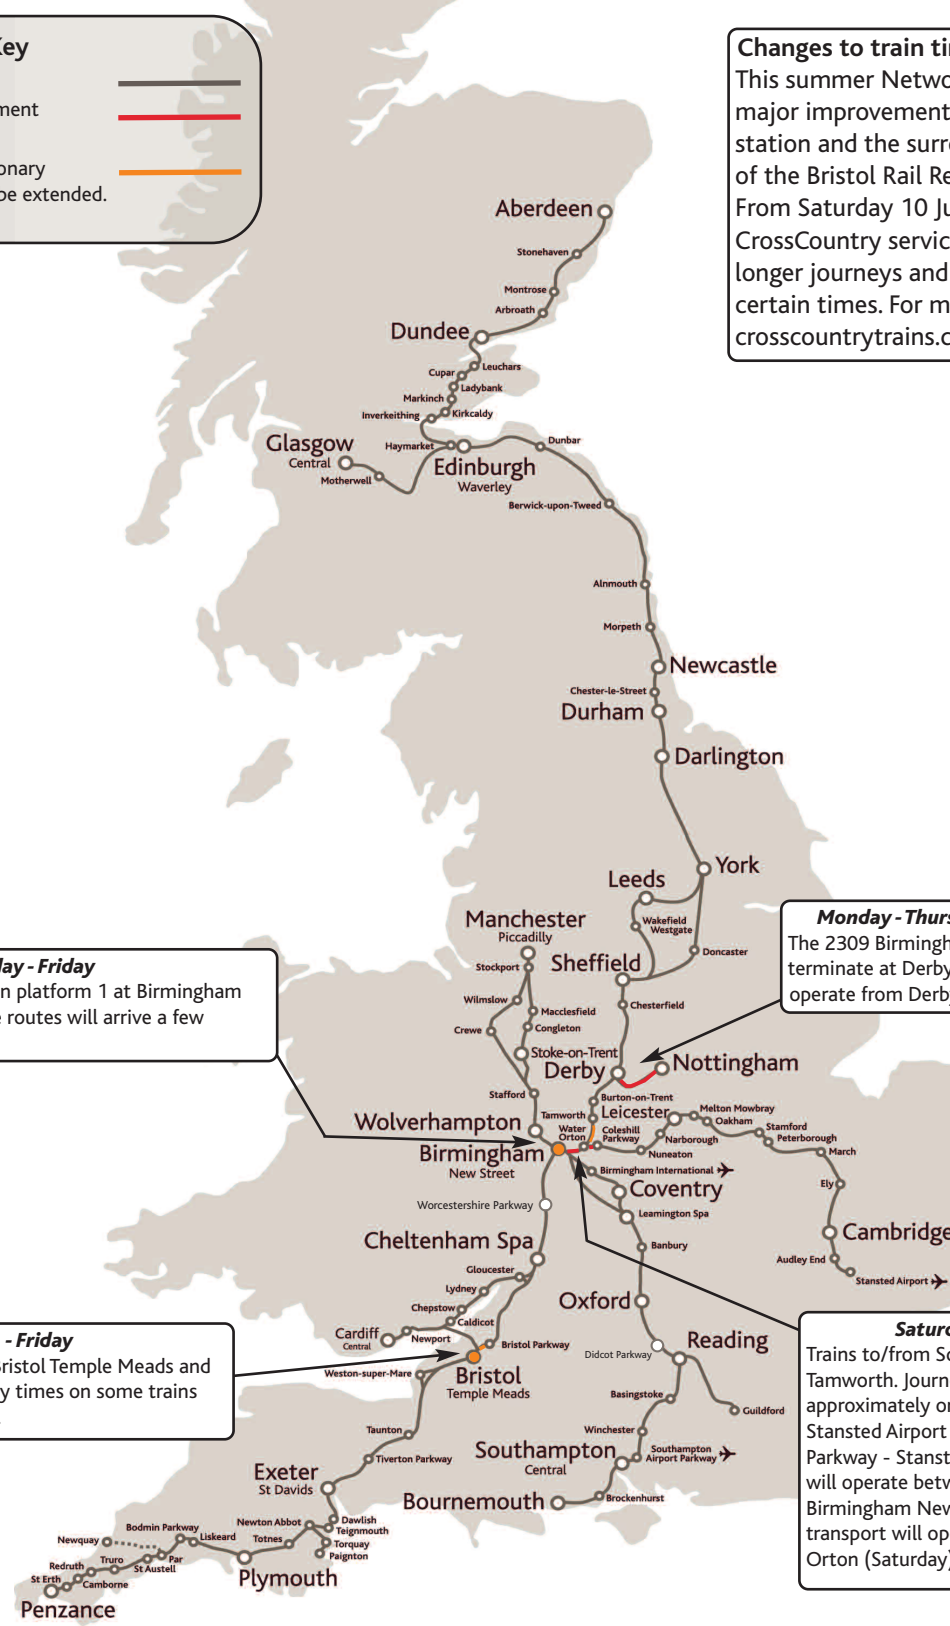 Key
ment
onary
be extended.
Changes to train ti
This summer Netwo
major improvement
station and the surr
of the Bristol Rail Re
From Saturday 10 Ju
CrossCountry servic
longer journeys and
certain times. For m
crosscountrytrains.c
Aberdeen
Stonehaven
Montrose
Arbroath
Dundee
Leuchars
Cupar
Ladybank
Markinch
Kirkcaldy
Inverkeithing
Glasgow
Central
Motherwell
Haymarket
Edinburgh
Waverley
Dunbar
Berwick-upon-Tweed
Alnmouth
Morpeth
Newcastle
Chester-le-Street
Durham
Darlington
York
Leeds
Wakefield
Westgate
Doncaster
Manchester
Piccadilly
Stockport
Sheffield
Wilmslow
Macclesfield
Chesterfield
Crewe
Congleton
Stoke-on-Trent
Derby
Nottingham
Stafford
Burton-on-Trent
Tamworth
Leicester
Melton Mowbray
Oakham
Stamford
Peterborough
March
Wolverhampton
Water
Orton
Coleshill
Parkway
Narborough
Nuneaton
Birmingham
New Street
Birmingham International
Ely
Coventry
Worcestershire Parkway
Leamington Spa
Cambridge
Cheltenham Spa
Banbury
Audley End
Stansted Airport
Gloucester
Lydney
Chepstow
Caldicot
Oxford
Cardiff
Central
Newport
Bristol Parkway
Didcot Parkway
Reading
Weston-super-Mare
Bristol
Temple Meads
Basingstoke
Guildford
Taunton
Winchester
Tiverton Parkway
Southampton
Central
Southampton
Airport Parkway
Exeter
St Davids
Bournemouth
Brockenhurst
Newton Abbot
Dawlish
Teignmouth
Totnes
Torquay
Paignton
Bodmin Parkway
Liskeard
Newquay
Par
St Austell
Truro
Redruth
Camborne
St Erth
Plymouth
Penzance
ay - Friday
n platform 1 at Birmingham
e routes will arrive a few
Monday - Thurs
The 2309 Birmingh
terminate at Derby
operate from Derby
- Friday
Bristol Temple Meads and
y times on some trains
.
Saturd
Trains to/from So
Tamworth. Journ
approximately or
Stansted Airport
Parkway - Stanst
will operate betw
Birmingham New
transport will op
Orton (Saturday)